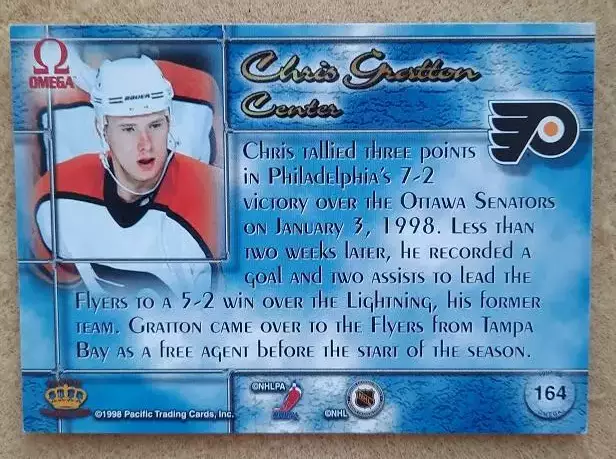 OMEGA
BAUER
Chris Gratton
Center
Chris tallied three points
in Philadelphia's 7-2
victory over the Ottawa Senators
on January 3, 1998. Less than
two weeks later, he recorded a
goal and two assists to lead the
Flyers to a 5-2 win over the Lightning, his former
team. Gratton came over to the Flyers from Tampa
Bay as a free agent before the start of the season.
©1998 Pacific Trading Cards, Inc.
©NHLPA
©NHL
164